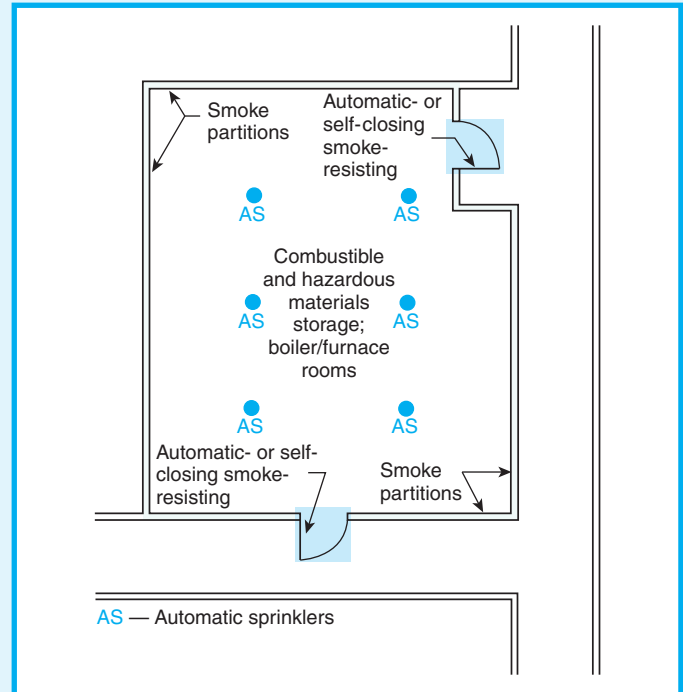 Smoke
partitions
Automatic- or
self-closing
smoke-
resisting
AS
AS
Combustible
and hazardous
materials
storage;
boiler/furnace
rooms
AS
AS
AS
AS
Automatic- or self-
closing smoke-
resisting
Smoke
partitions
AS — Automatic sprinklers